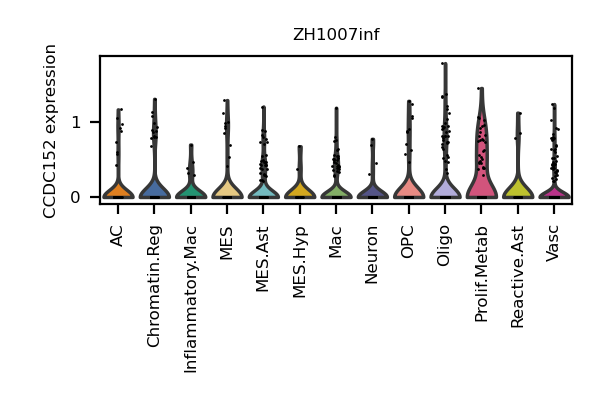 ZH1007inf
CCDC152 expression
1
0
AC
Chromatin.Reg
Inflammatory.Mac
MES
MES.Ast
MES.Hyp
Mac
Neuron
OPC
Oligo
Prolif.Metab
Reactive.Ast
Vasc